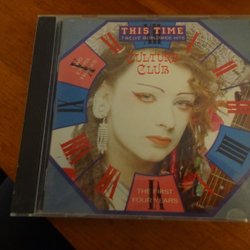 THIS TIME
TWELVE WORLDWIDE HITS
CULTURE
CLUB
THE FIRST
FOUR YEARS